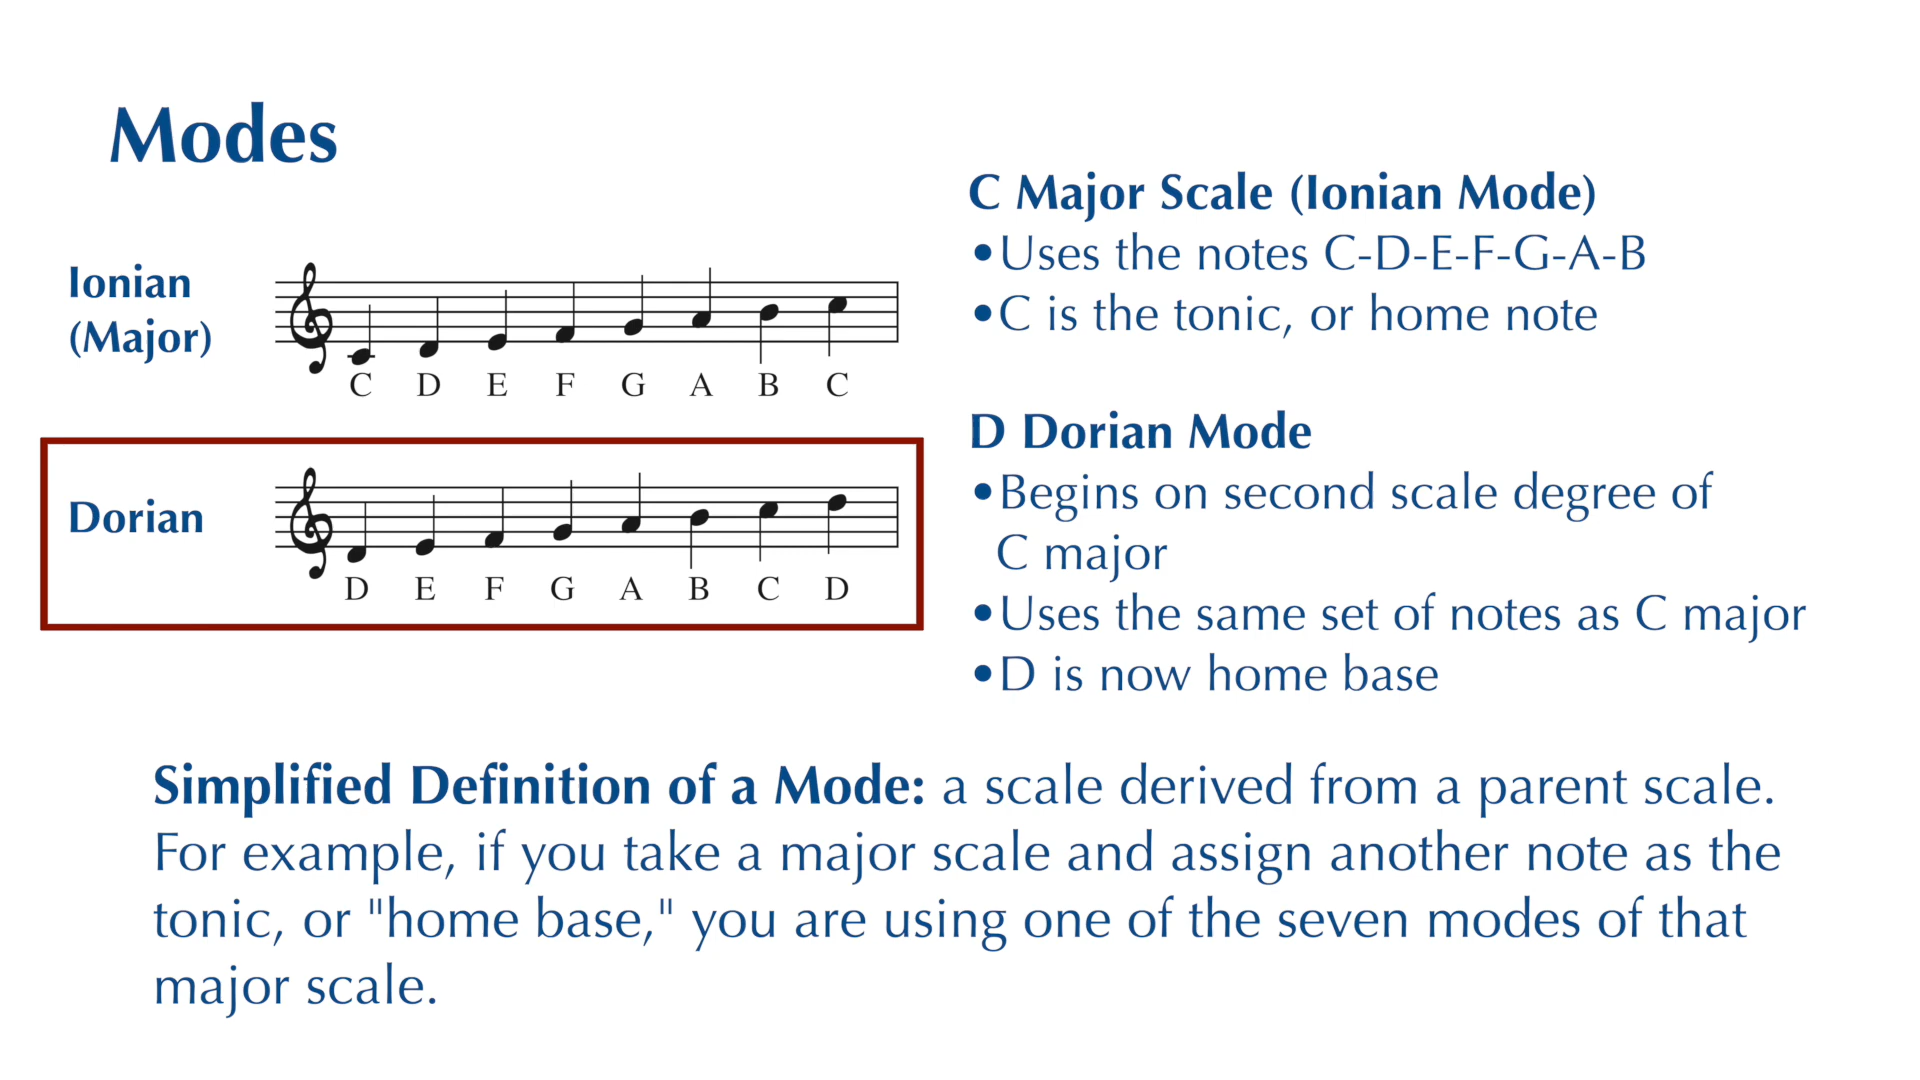 Modes
Ionian
(Major)
C D E F G A B C
Dorian
D E F G A B C D
C Major Scale (Ionian Mode)
•Uses the notes C-D-E-F-G-A-B
•C is the tonic, or home note
D Dorian Mode
•Begins on second scale degree of
C major
•Uses the same set of notes as C major
•D is now home base
Simplified Definition of a Mode: a scale derived from a parent scale.
For example, if you take a major scale and assign another note as the
tonic, or "home base," you are using one of the seven modes of that
major scale.